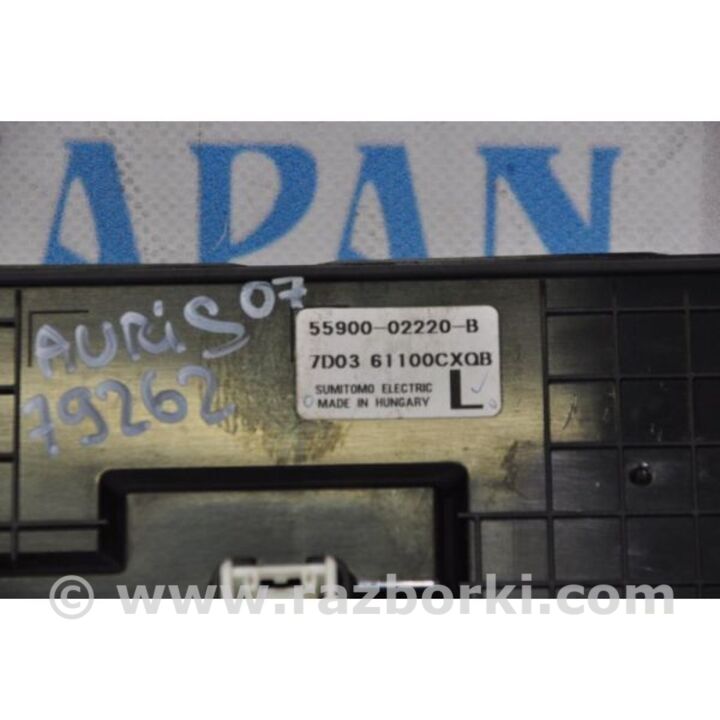 APAN
AURiS 07
79262
55900-02220-B
7D03 61100CXQB
SUMITOMO ELECTRIC
MADE IN HUNGARY
L
© www.razborki.com